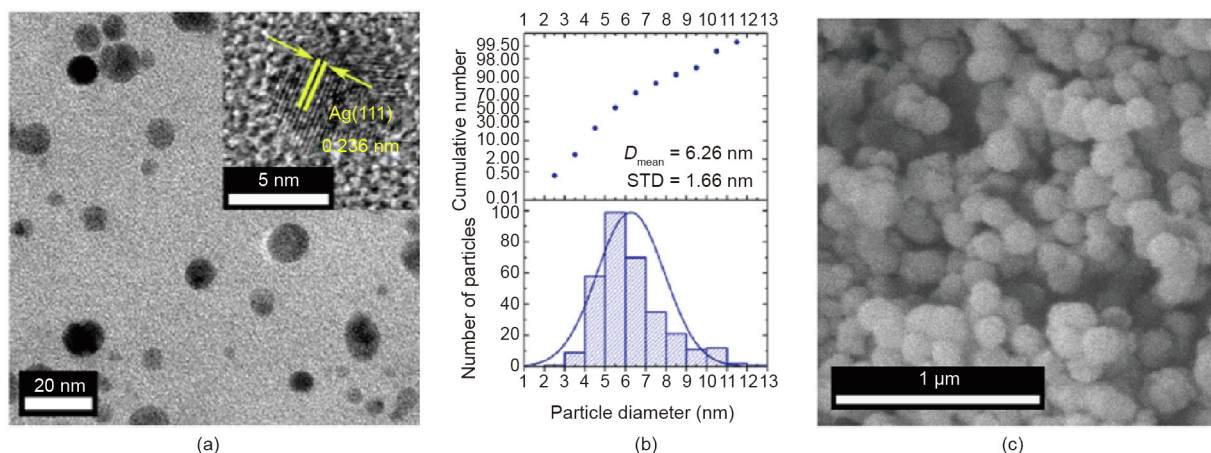 Ag(111)
0.236 nm
5 nm
20 nm
(a)
1 2 3 4 5 6 7 8 9 10 11 12 13
Cumulative number
99.50
98.00
90.00
70.00
50.00
30.00
10.00
2.00
0.50
0.01
Dmean = 6.26 nm
STD = 1.66 nm
Number of particles
100
80
60
40
20
0
1 2 3 4 5 6 7 8 9 10 11 12 13
Particle diameter (nm)
(b)
1 μm
(c)